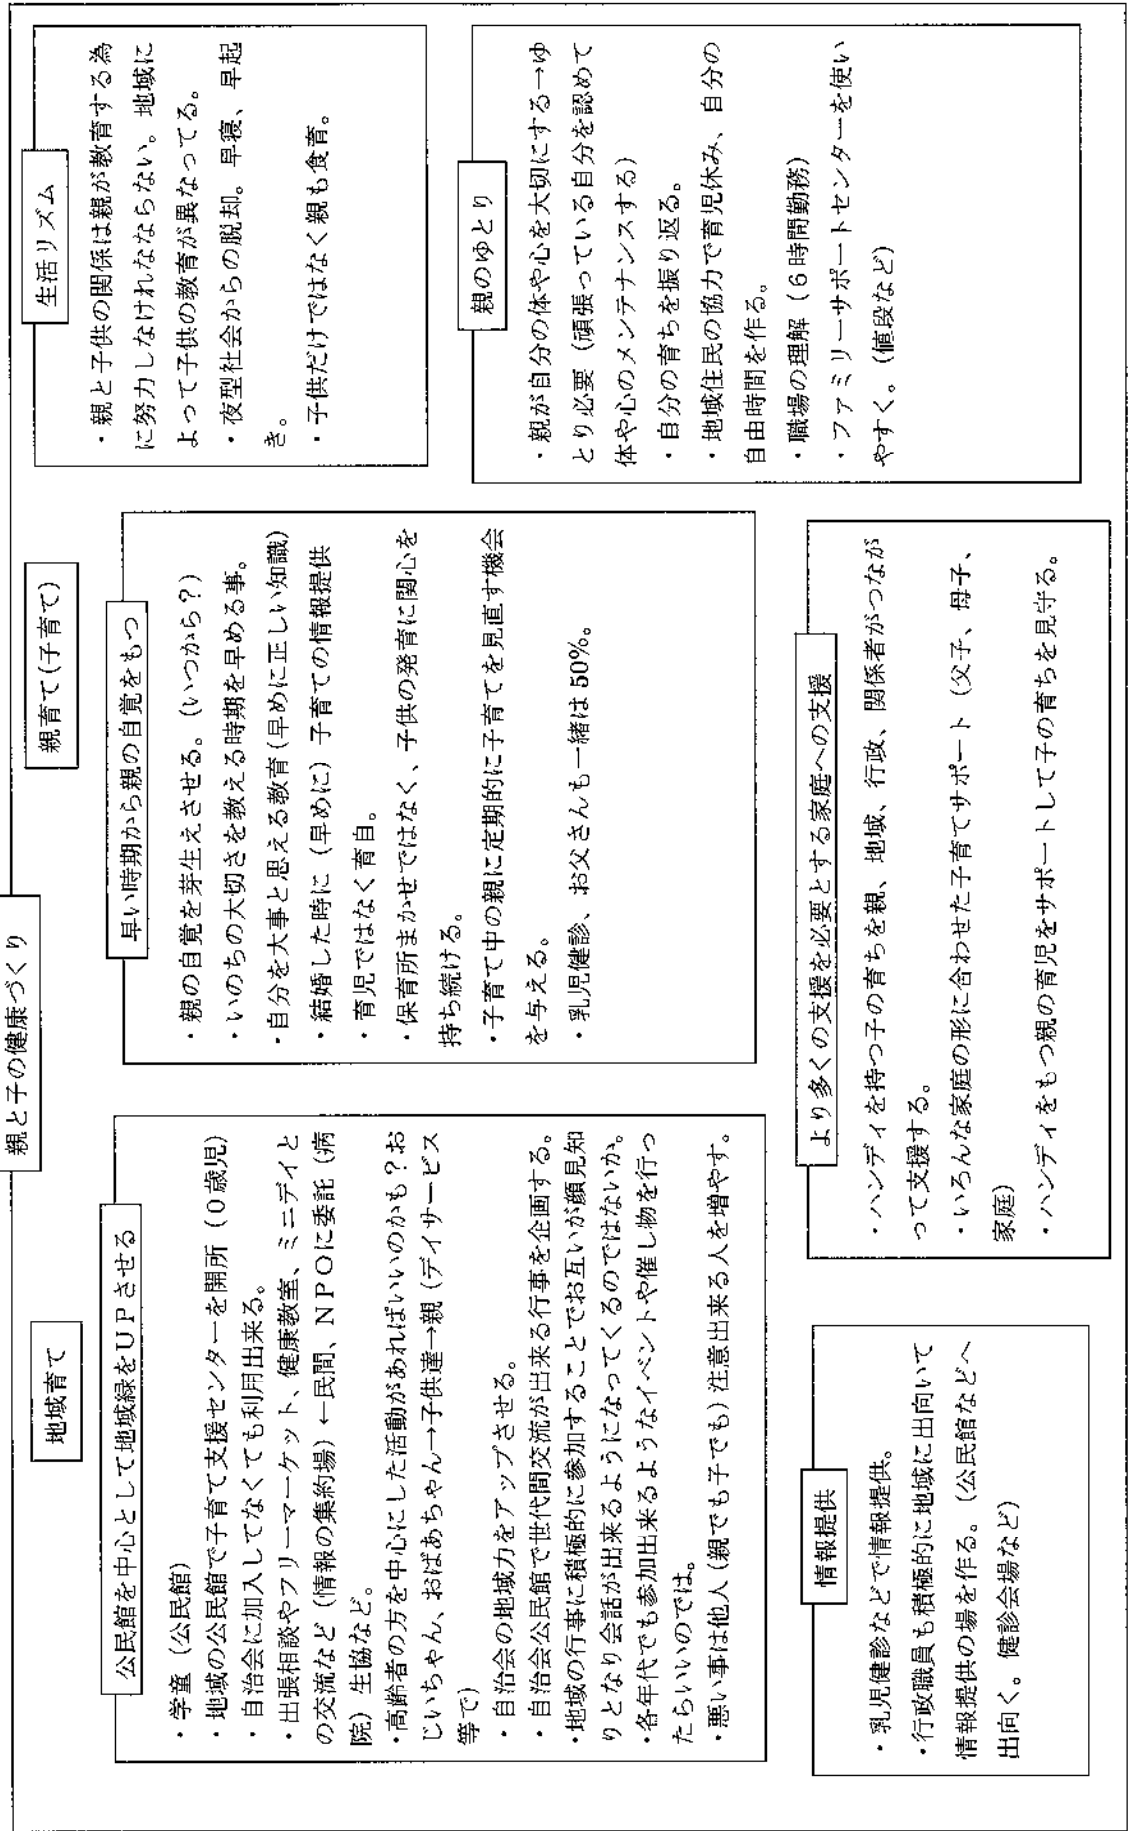 親と子の健康づくり
地域育て
公民館を中心として地域緑をUPさせる
・学童（公民館）
・地域の公民館で子育て支援センターを開所（０歳児）
・自治会に加入してなくても利用出来る。
・出張相談やフリーマーケット、健康教室、ミニデイと
の交流など（情報の集約場）←民間、ＮＰＯに委託（病
院）生協など。
・高齢者の方を中心にした活動があればいいのかも？お
じいちゃん、おばあちゃん→子供達→親（デイサービス
等で）
・自治会の地域力をアップさせる。
・自治会公民館で世代間交流が出来る行事を企画する。
・地域の行事に積極的に参加することでお互いが顔見知
りとなり会話が出来るようになってくるのではないか。
・各年代でも参加出来るようなイベントや催し物を行っ
たらいいのでは。
・悪い事は他人（親でも子でも）注意出来る人を増やす。
情報提供
・乳児健診などで情報提供。
・行政職員も積極的に地域に出向いて
情報提供の場を作る。（公民館などへ
出向く。健診会場など）
親育て（子育て）
早い時期から親の自覚をもつ
・親の自覚を芽生えさせる。（いつから？）
・いのちの大切さを教える時期を早める事。
・自分を大事と思える教育（早めに正しい知識）
・結婚した時に（早めに）子育ての情報提供
・育児ではなく育自。
・保育所まかせではなく、子供の発育に関心を
持ち続ける。
・子育て中の親に定期的に子育てを見直す機会
を与える。
・乳児健診、お父さんも一緒は50%。
より多くの支援を必要とする家庭への支援
・ハンディを持つ子の育ちを親、地域、行政、関係者がつなが
って支援する。
・いろんな家庭の形に合わせた子育てサポート（父子、母子、
家庭）
・ハンディをもつ親の育児をサポートして子の育ちを見守る。
生活リズム
・親と子供の関係は親が教育する為
に努力しなけれなならない。地域に
よって子供の教育が異なってる。
・夜型社会からの脱却。早寝、早起
き。
・子供だけではなく親も食育。
親のゆとり
・親が自分の体や心を大切にする→ゆ
とり必要（頑張っている自分を認めて
体や心のメンテナンスする）
・自分の育ちを振り返る。
・地域住民の協力で育児休み、自分の
自由時間を作る。
・職場の理解（６時間勤務）
・ファミリーサポートセンターを使い
やすく。（値段など）